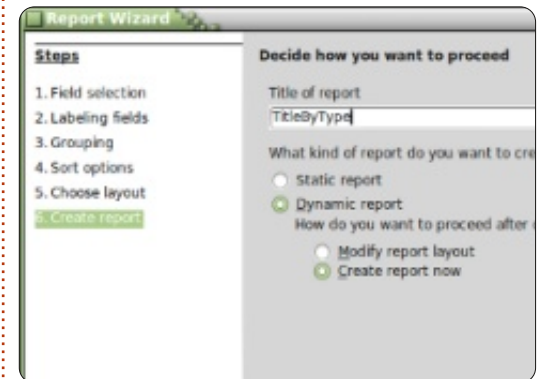 Report Wizard
Steps
1. Field selection
2. Labeling fields
3. Grouping
4. Sort options
5. Choose layout
6. Create report
Decide how you want to proceed
Title of report
TitleByType
What kind of report do you want to cre
Static report
Dynamic report
How do you want to proceed after
Modify report layout
Create report now